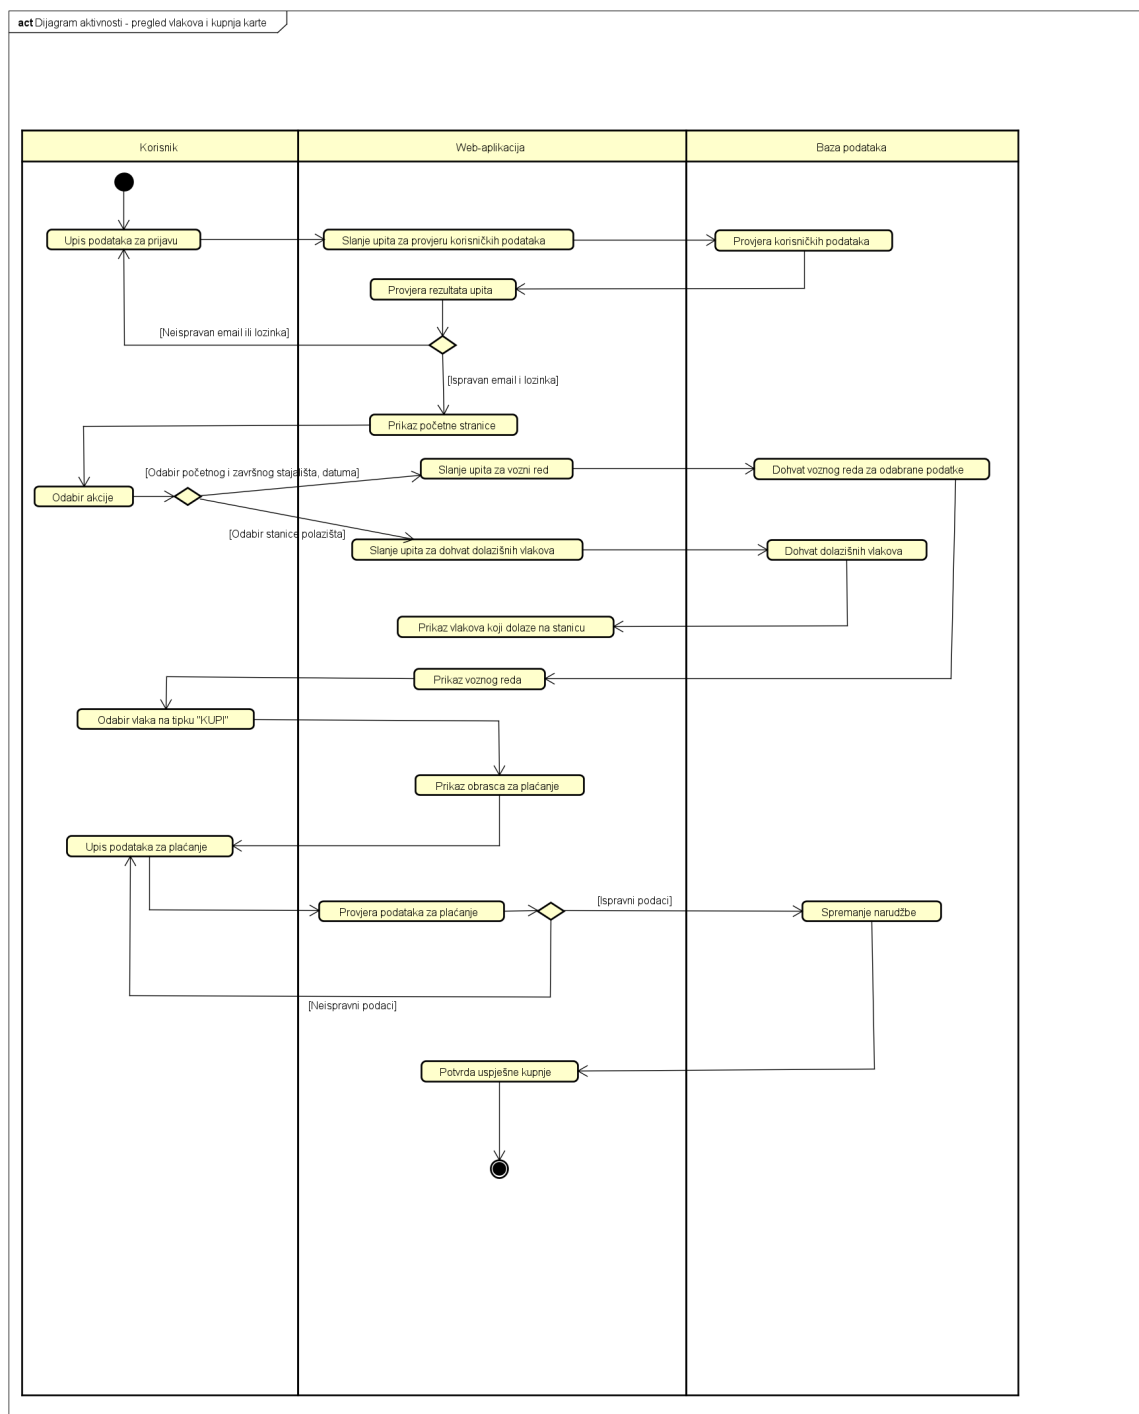 act Dijagram aktivnosti - pregled vlakova i kupnja karte
Korisnik
Web-aplikacija
Baza podataka
Upis podataka za prijavu
Slanje upita za provjeru korisničkih podataka
Provjera korisničkih podataka
Provjera rezultata upita
[Neispravan email ili lozinka]
[Ispravan email i lozinka]
Prikaz početne stranice
[Odabir početnog i završnog stajališta, datuma]
Slanje upita za vozni red
Dohvat voznog reda za odabrane podatke
Odabir akcije
[Odabir stanice polazišta]
Slanje upita za dohvat dolazišnih vlakova
Dohvat dolazišnih vlakova
Prikaz vlakova koji dolaze na stanicu
Prikaz voznog reda
Odabir vlaka na tipku "KUPI"
Prikaz obrasca za plaćanje
Upis podataka za plaćanje
[Ispravni podaci]
Provjera podataka za plaćanje
Spremanje narudžbe
[Neispravni podaci]
Potvrda uspješne kupnje